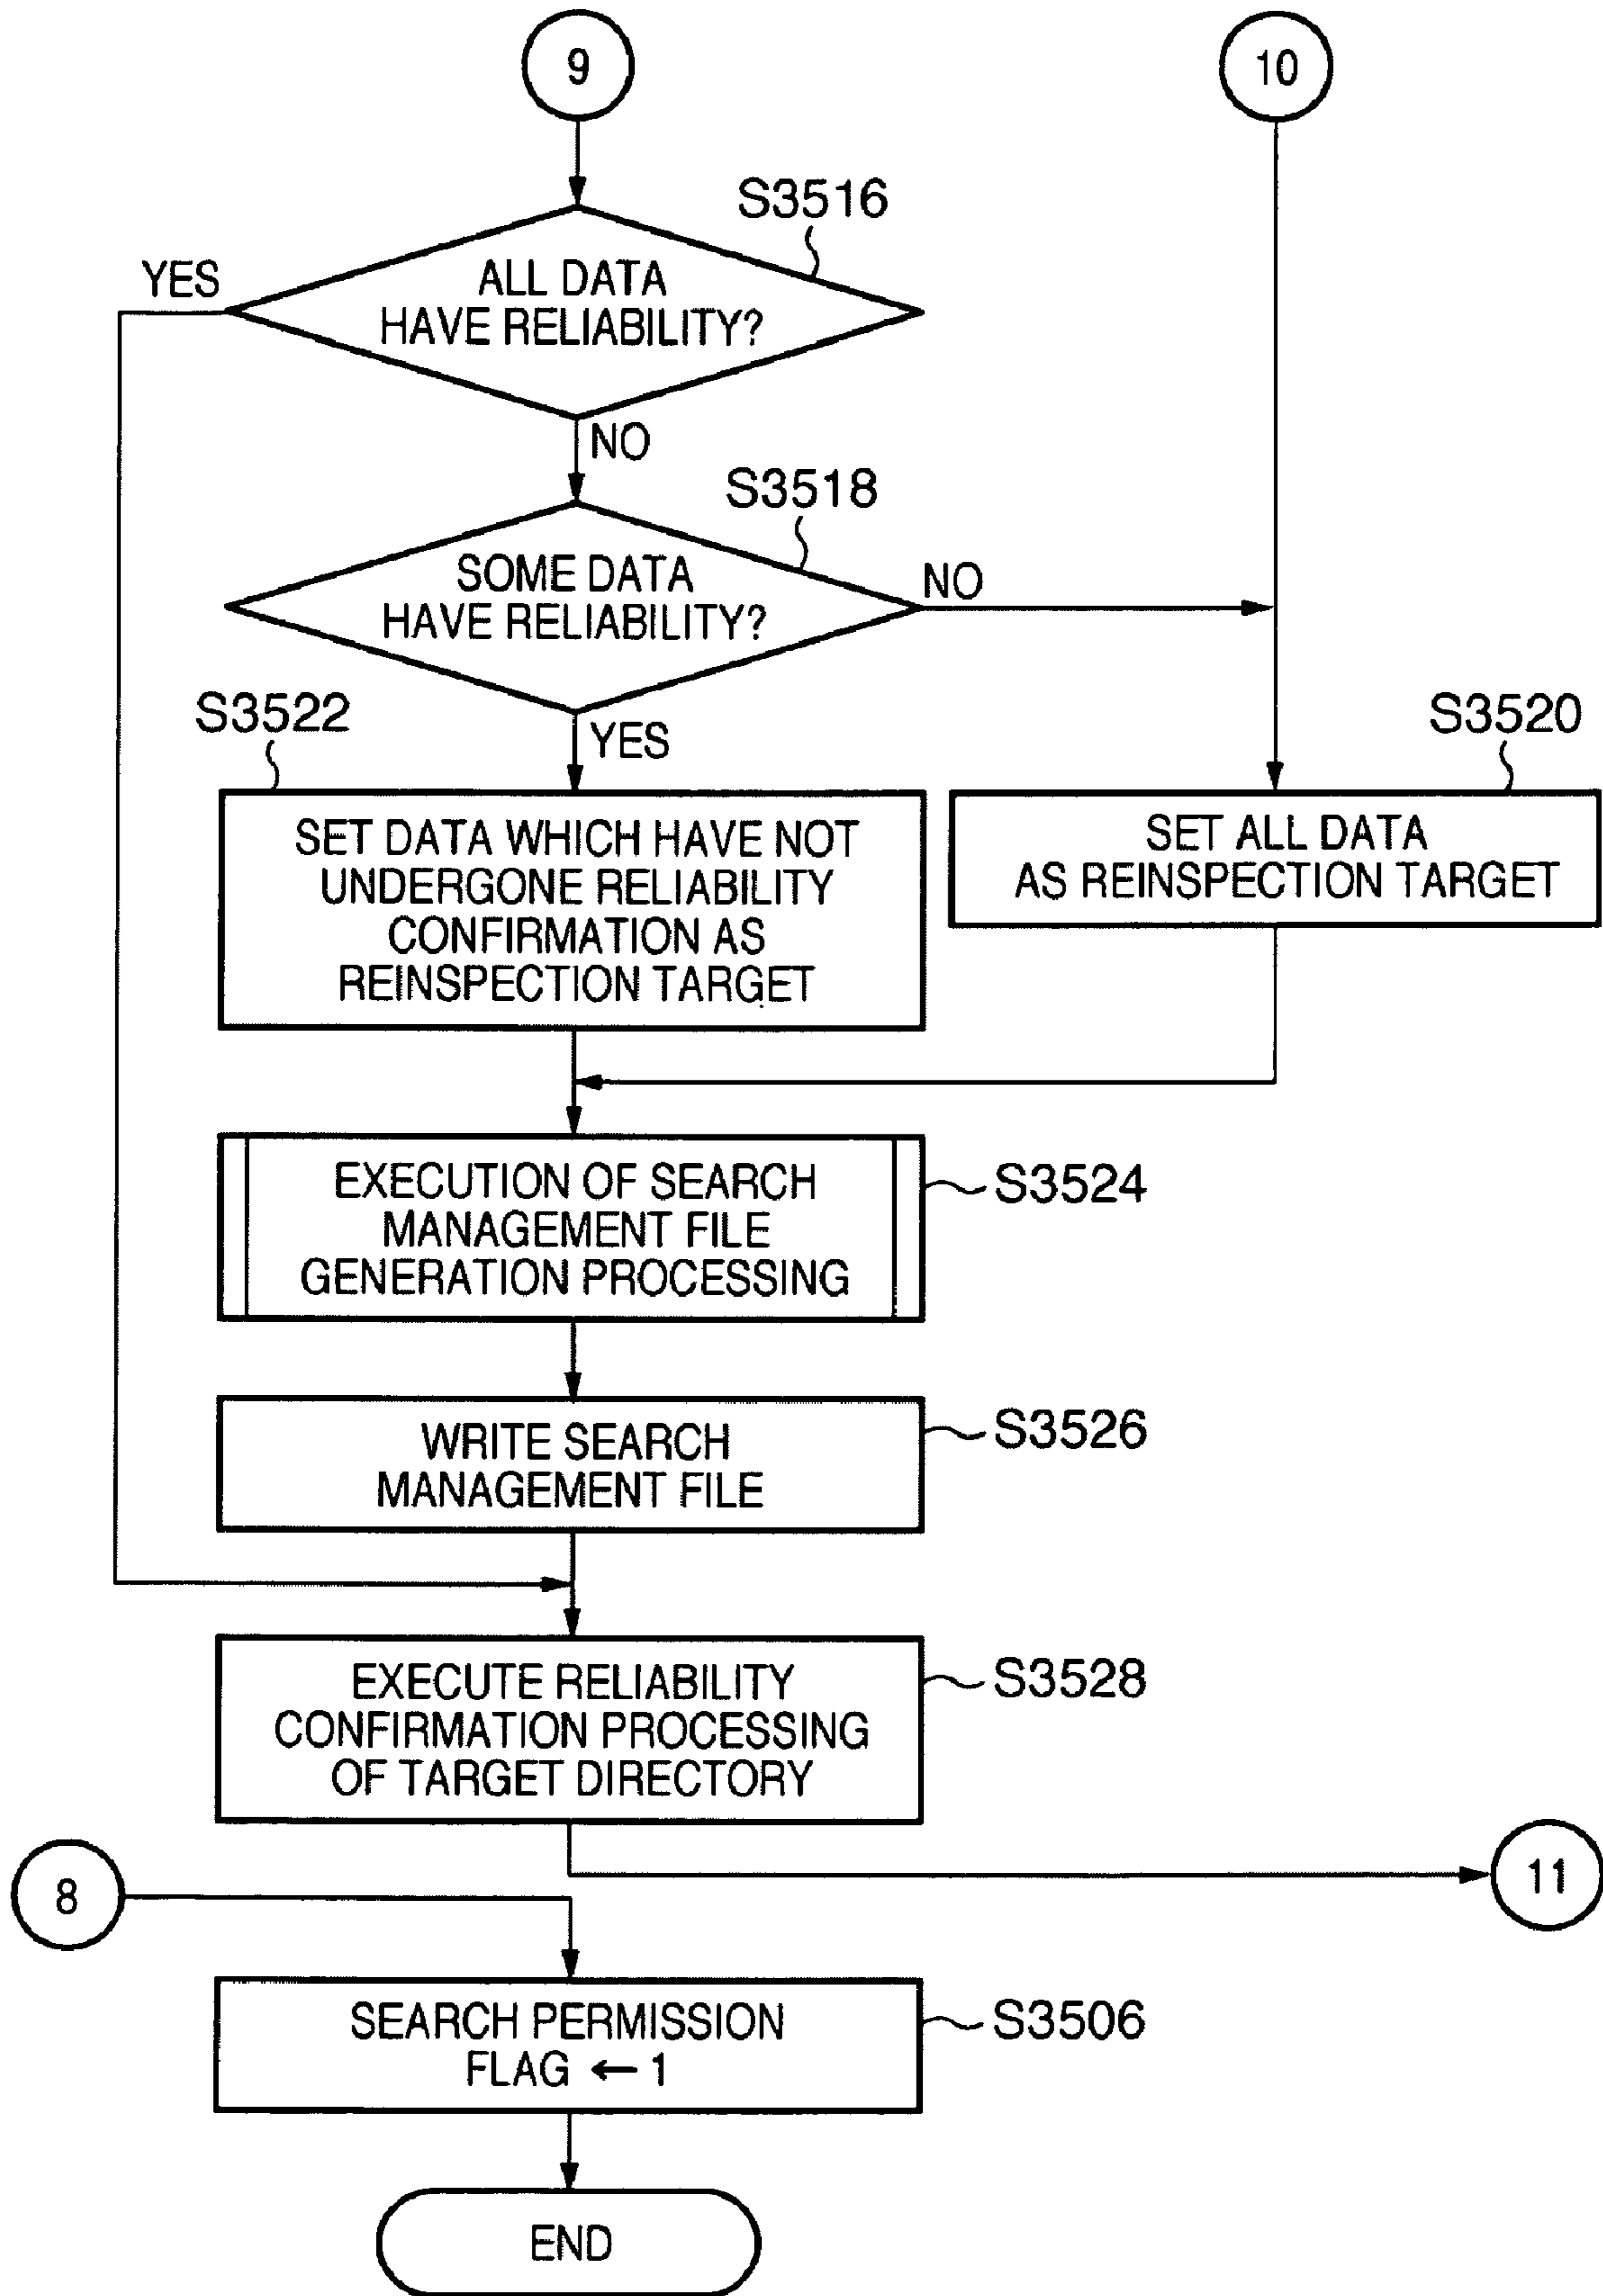 9
10
S3516
YES
ALL DATA
HAVE RELIABILITY?
NO
S3518
SOME DATA
HAVE RELIABILITY?
NO
S3522
YES
S3520
SET DATA WHICH HAVE NOT
UNDERGONE RELIABILITY
CONFIRMATION AS
REINSPECTION TARGET
SET ALL DATA
AS REINSPECTION TARGET
EXECUTION OF SEARCH
MANAGEMENT FILE
GENERATION PROCESSING
S3524
WRITE SEARCH
MANAGEMENT FILE
S3526
EXECUTE RELIABILITY
CONFIRMATION PROCESSING
OF TARGET DIRECTORY
S3528
8
11
SEARCH PERMISSION
FLAG ← 1
S3506
END